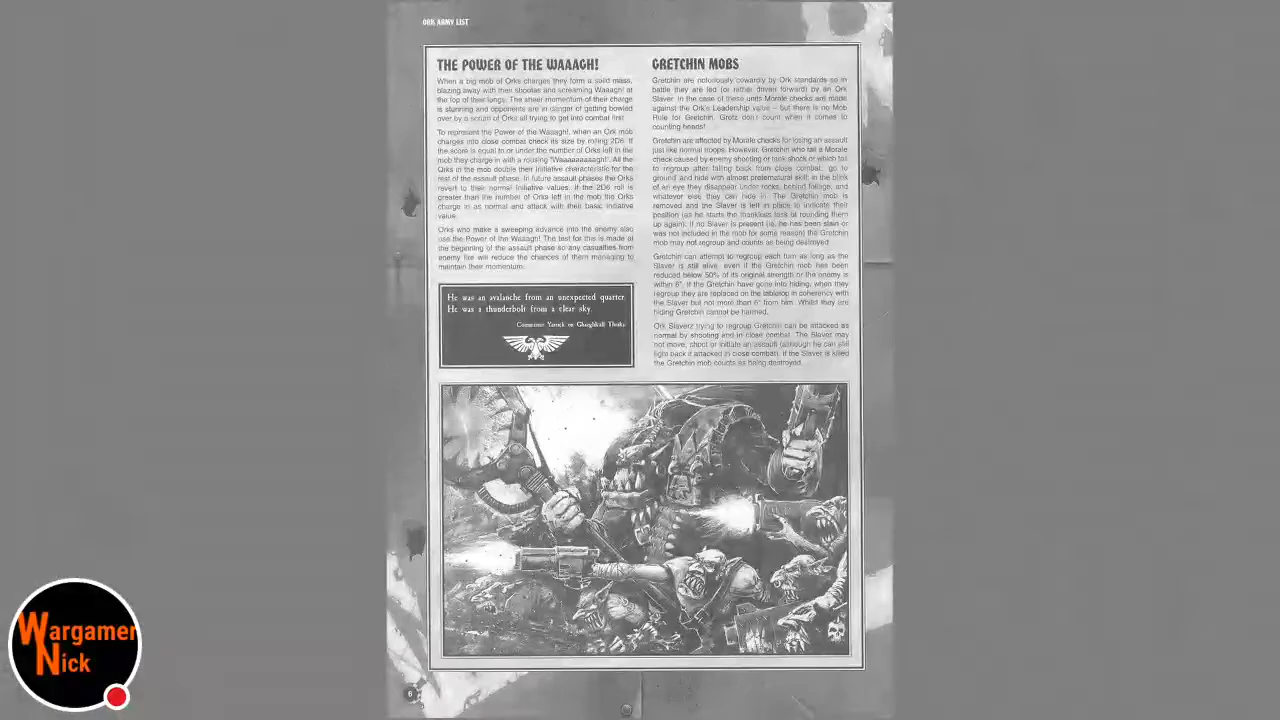 ORK ARMY LIST
THE POWER OF THE WAAAGH!
When a big mob of Orks charges they form a solid mass,
blazing away with their shootas and screaming Waaagh! at
the top of their lungs. The sheer momentum of their charge
is stunning and opponents are in danger of getting bowled
over by a scrum of Orks all trying to get into combat first!
To represent the Power of the Waaagh!, when an Ork mob
charges into close combat check its size by rolling 2D6. If
the score is equal to or under the number of Orks left in the
mob they charge in with a rousing "Waaaaaaaagh!". All the
Orks in the mob double their Initiative characteristic for the
rest of the assault phase. In future assault phases the Orks
revert to their normal Initiative values. If the 2D6 roll is
greater than the number of Orks left in the mob the Orks
charge in as normal and attack with their basic initiative
value.
Orks who make a sweeping advance into the enemy also
use the Power of the Waaagh! The test for this is made at
the beginning of the assault phase so any casualties from
enemy fire will reduce the chances of them managing to
maintain their momentum.
He was an avalanche from an unexpected quarter.
He was a thunderbolt from a clear sky.
Commissar Yarrick on Ghazghkull Thraka
GRETCHIN MOBS
Gretchin are notoriously cowardly by Ork standards so in
battle they are led (or rather driven forward) by an Ork
Slaver. In the case of these units Morale checks are made
against the Ork's Leadership value – but there is no Mob
Rule for Gretchin. Grotz don't count when it comes to
counting heads!
Gretchin are affected by Morale checks for losing an assault
just like normal troops. However, Gretchin who fail a Morale
check caused by enemy shooting or tank shock or which fail
to regroup after falling back from close combat, go to
ground and hide with almost preternatural skill; in the blink
of an eye they disappear under rocks, behind foliage, and
whatever else they can hide in. The Gretchin mob is
removed and the Slaver is left in place to indicate their
position (as he starts the thankless task of rounding them
up again). If no Slaver is present (ie, he has been slain or
was not included in the mob for some reason) the Gretchin
mob may not regroup and counts as being destroyed.
Gretchin can attempt to regroup each turn as long as the
Slaver is still alive, even if the Gretchin mob has been
reduced below 50% of its original strength or the enemy is
within 6". If the Gretchin have gone into hiding, when they
regroup they are replaced on the tabletop in coherency with
the Slaver but not more than 6" from him. Whilst they are
hiding Gretchin cannot be harmed.
Ork Slaverz trying to regroup Gretchin can be attacked as
normal by shooting and in close combat. The Slaver may
not move, shoot or initiate an assault (although he can still
fight back if attacked in close combat). If the Slaver is killed
the Gretchin mob counts as being destroyed.
6
Wargamer
Nick